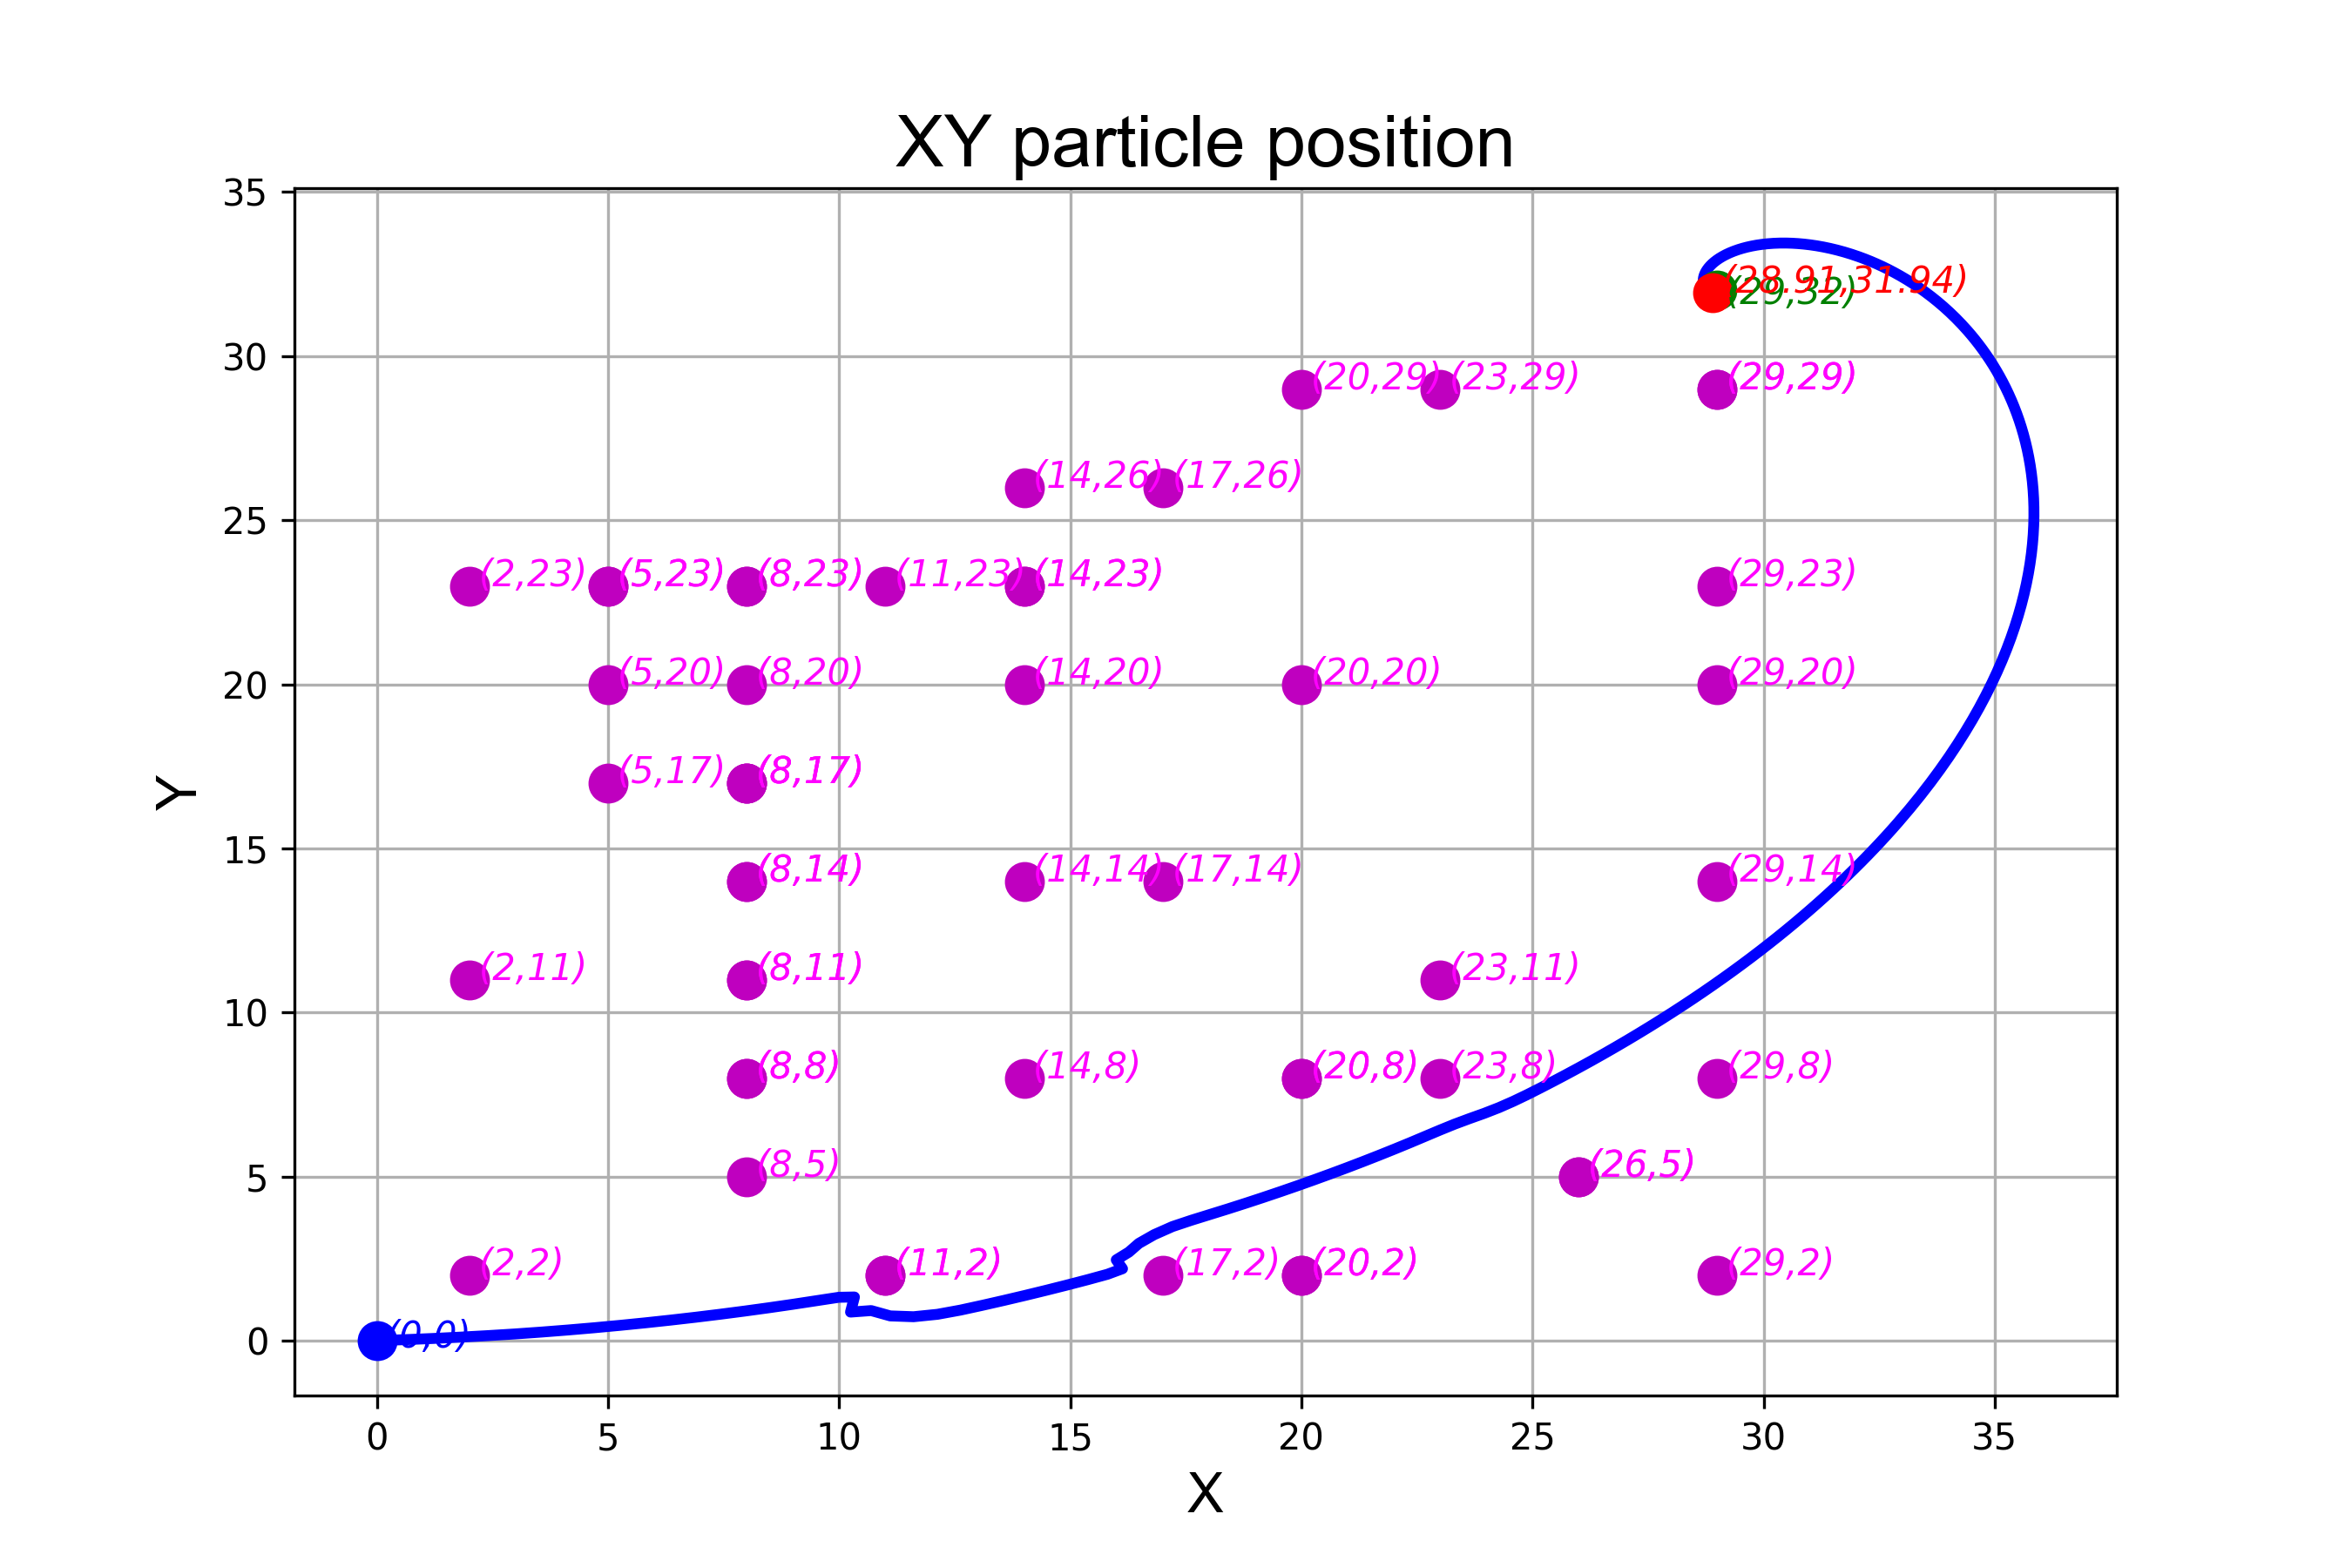 XY particle position
35
(28.91,31.94)
(29,32)
30
(20,29) (23,29) (29,29)
(14,26) (17,26)
25
(2,23) (5,23) (8,23) (11,23) (14,23) (29,23)
20
(5,20) (8,20) (14,20) (20,20) (29,20)
(5,17) (8,17)
15
(8,14) (14,14) (17,14) (29,14)
(2,11) (8,11) (23,11)
10
(8,8) (14,8) (20,8) (23,8) (29,8)
5
(8,5) (26,5)
(2,2) (11,2) (17,2) (20,2) (29,2)
0
(0,0)
Y
0 5 10 15 20 25 30 35
X